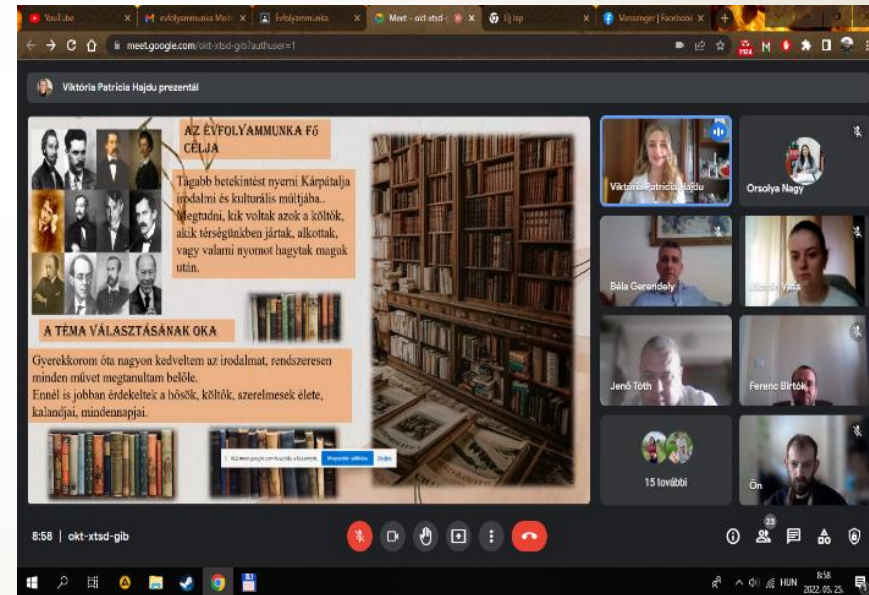 YouTube
évfolyammunka
Évfolyammunka
Meet – okt-xtsd-g
Új lap
Messenger | Facebook
meet.google.com/okt-xtsd-gib?authuser=1
Viktória Patricia Hajdu prezentál
AZ ÉVFOLYAMMUNKA FŐ
CÉLJA
Tágabb betekintést nyerni Kárpátalja
irodalmi és kulturális múltjába..
Megtudni, kik voltak azok a költők,
akik térségünkben jártak, alkottak,
vagy valami nyomot hagytak maguk
után.
A TÉMA VÁLASZTÁSÁNAK OKA
Gyerekkorom óta nagyon kedveltem az irodalmat, rendszeresen
minden művet megtanultam belőle.
Ennél is jobban érdekeltek a hősök, költők, szerelmesek élete,
kalandjai, mindennapjai.
Viktória Patricia Hajdu
Orsolya Nagy
Béla Gerendely
Vass
Jenő Tóth
Ferenc Birtók
15 további
Ön
8:58 | okt-xtsd-gib
23
HUN
8:58
2022. 05. 25.